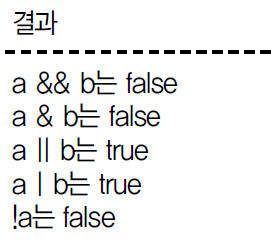 결과
a && b는 false
a & b는 false
a || b는 true
a | b는 true
!a는 false